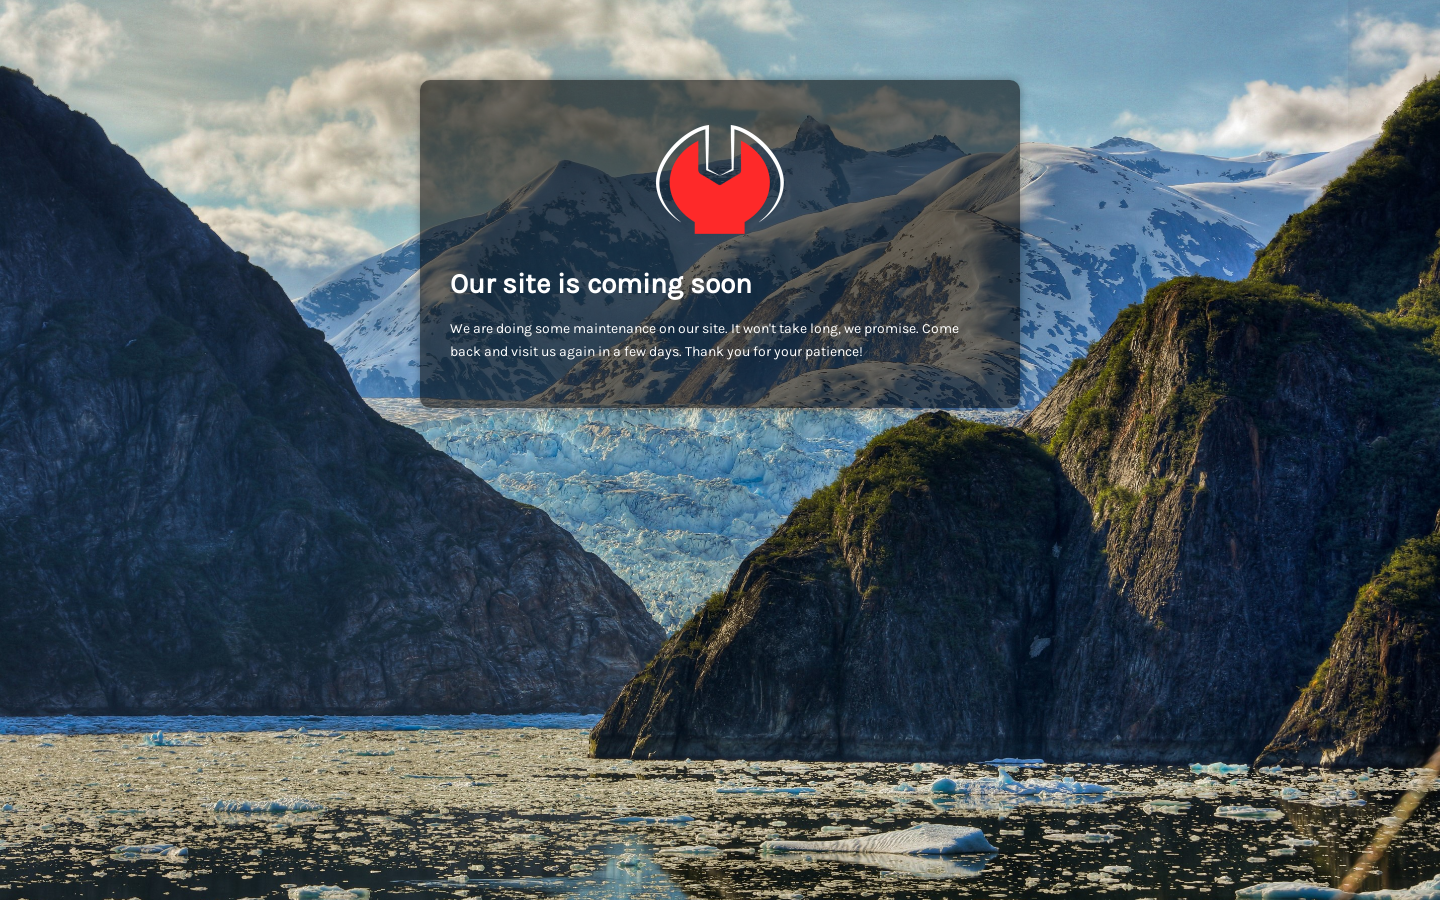 Our site is coming soon
We are doing some maintenance on our site. It won't take long, we promise. Come
back and visit us again in a few days. Thank you for your patience!